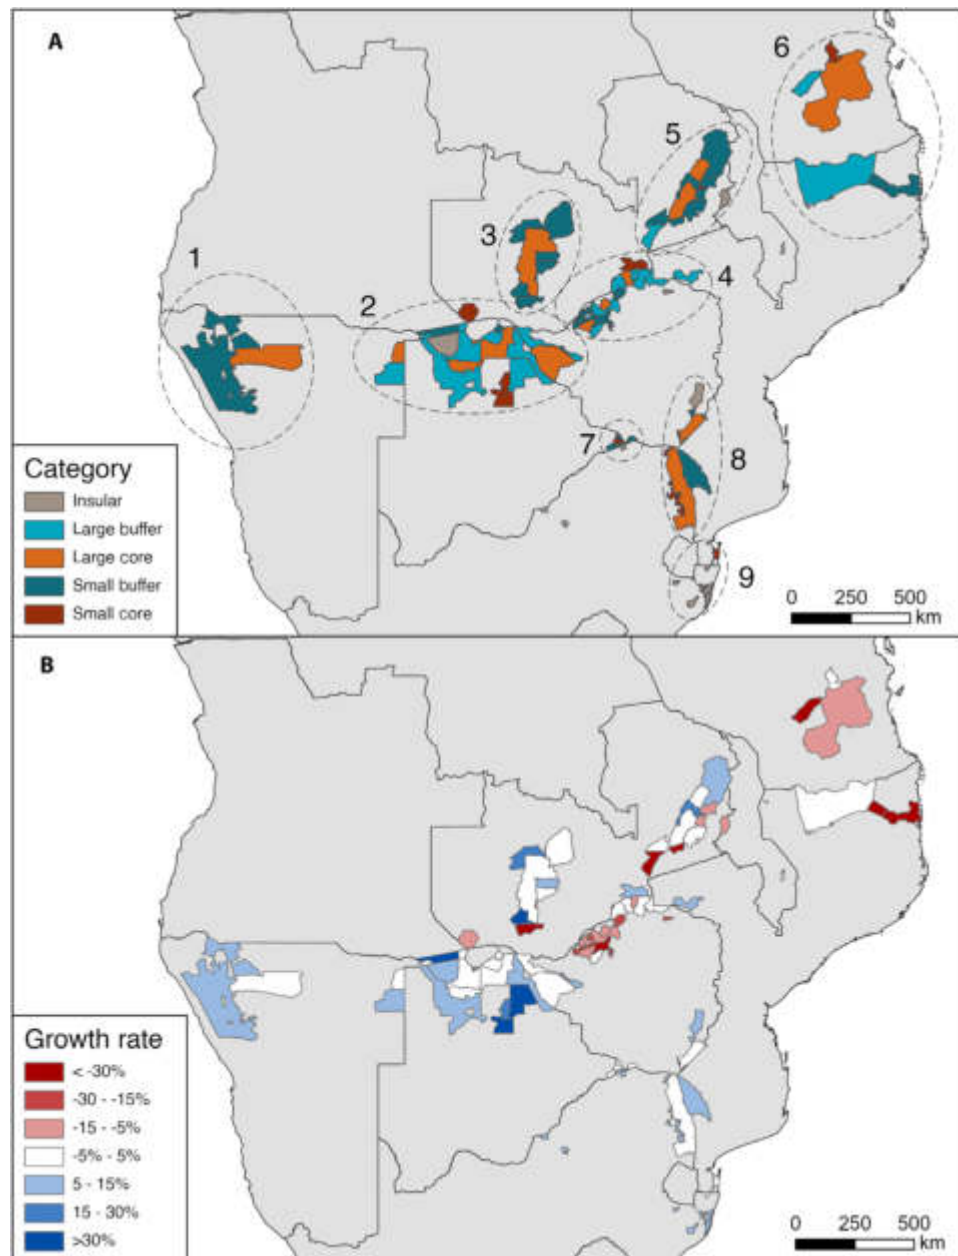 A
6
5
3
1
4
2
7
8
9
Category
Insular
Large buffer
Large core
Small buffer
Small core
0 250 500
km
B
Growth rate
< -30%
-30 - -15%
-15 - -5%
-5% - 5%
5 - 15%
15 - 30%
>30%
0 250 500
km